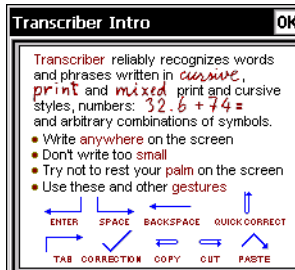 Transcriber Intro OK
Transcriber reliably recognizes words
and phrases written in cursive,
print and mixed print and cursive
styles, numbers: 32.6 + 74 =
and arbitrary combinations of symbols.
• Write anywhere on the screen
• Don't write too small
• Try not to rest your palm on the screen
• Use these and other gestures
ENTER SPACE BACKSPACE QUICKCORRECT
TAB CORRECTION COPY CUT PASTE